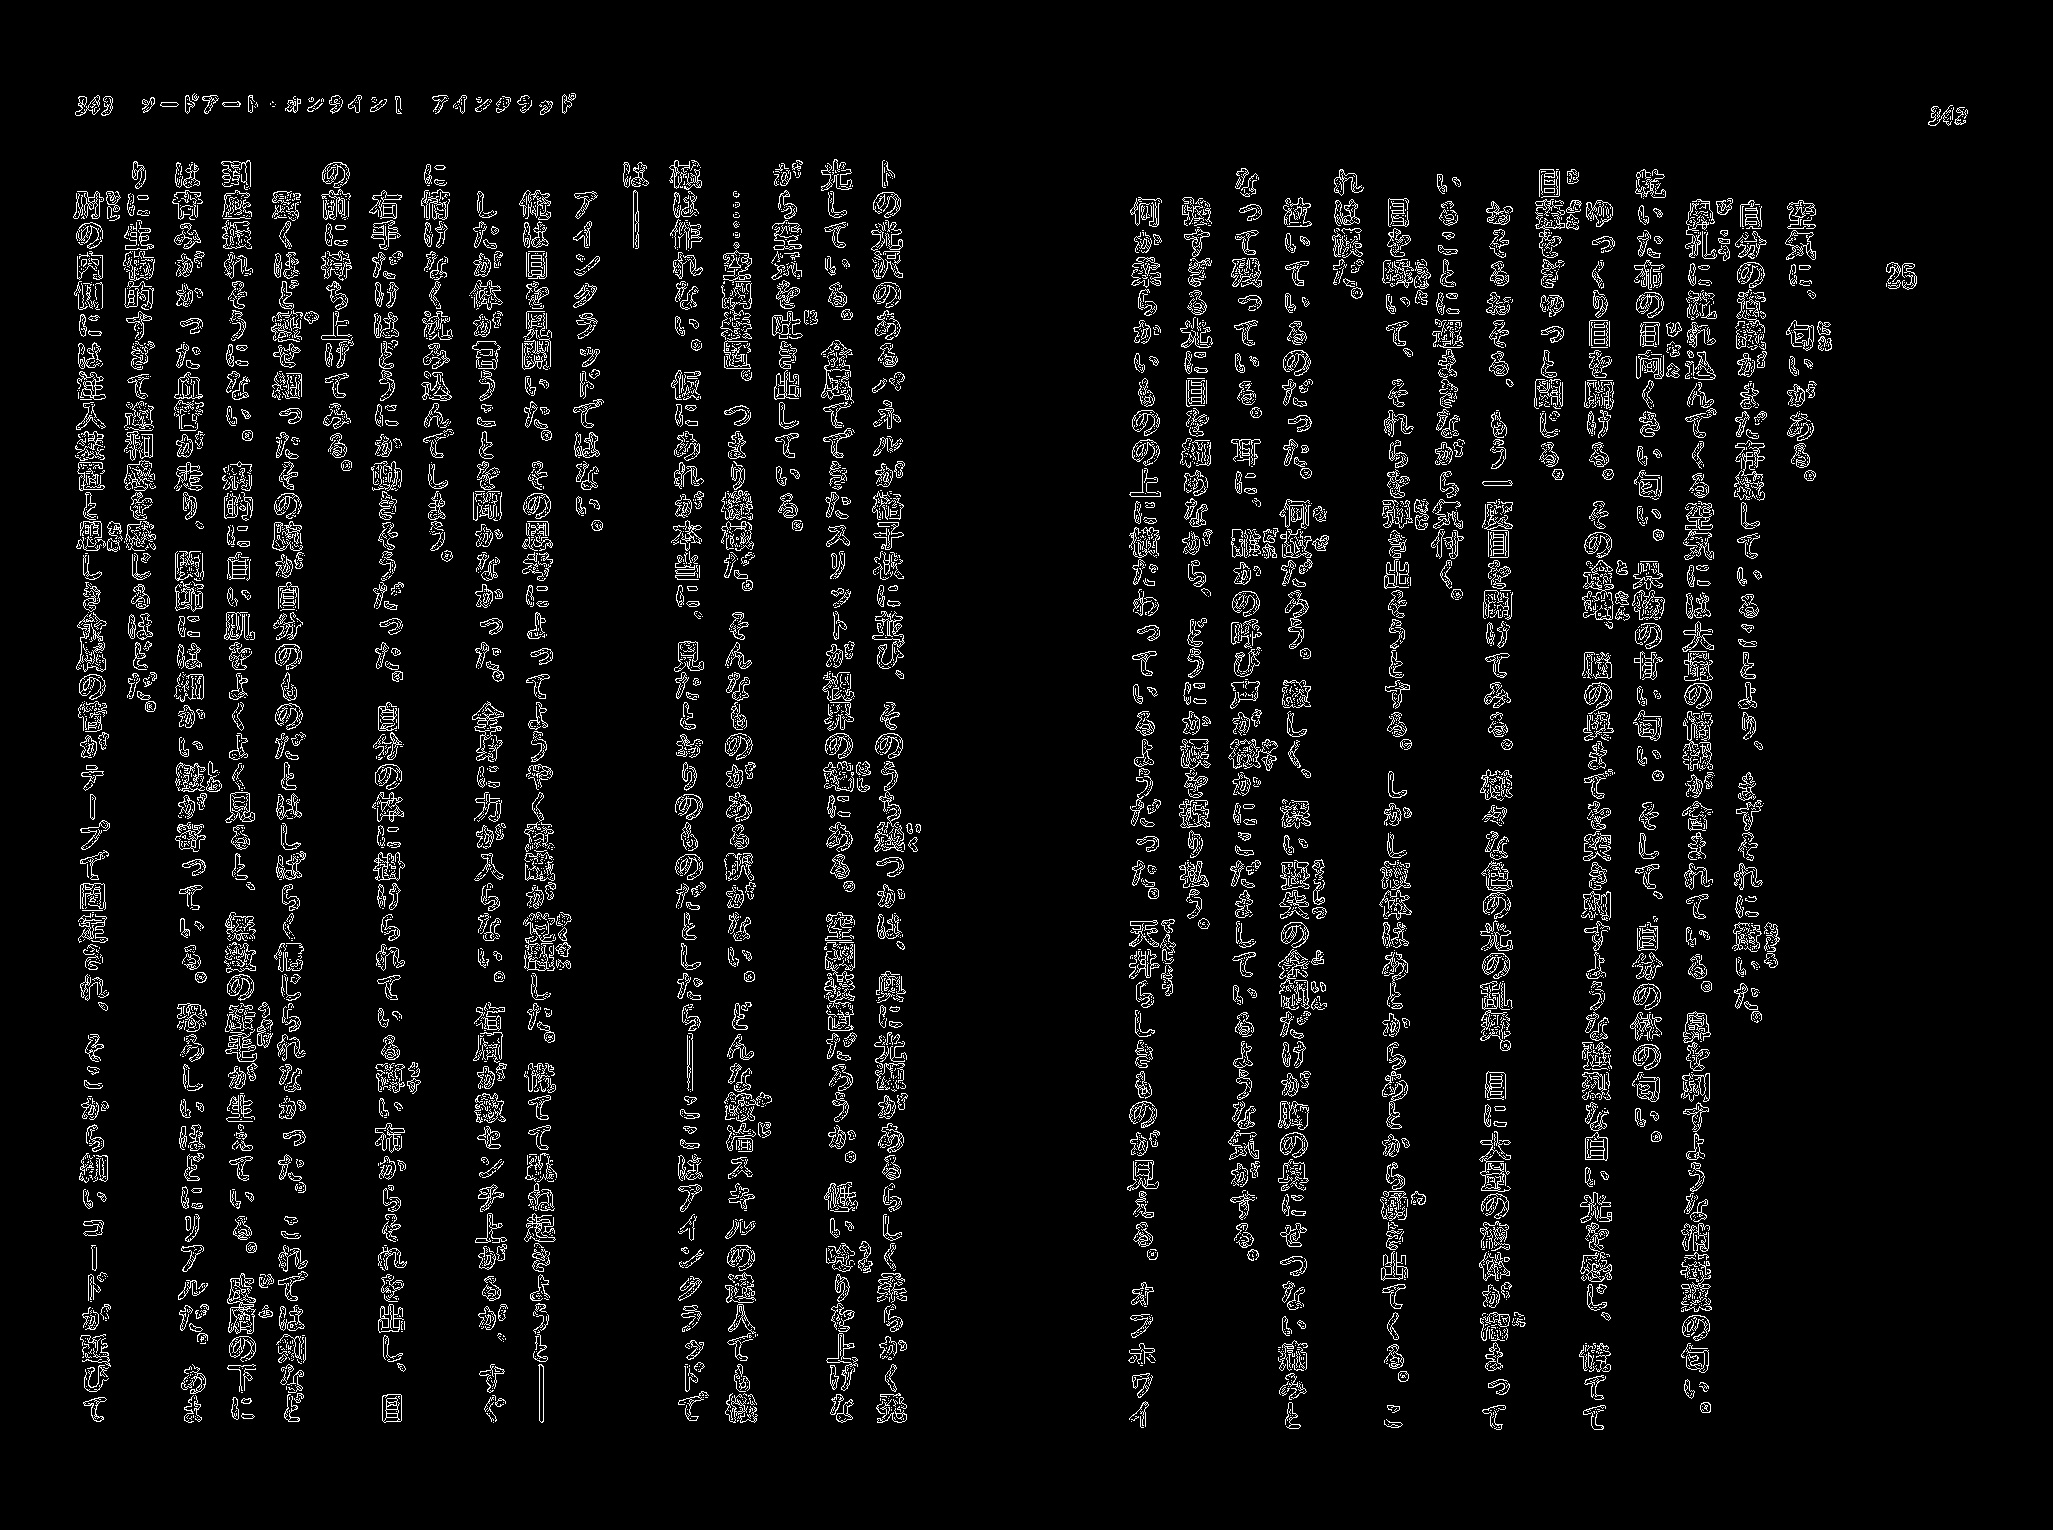 342
25
空気に、匂いがある。
自分の意識がまだ存続していることより、まずそれに驚いた。
鼻孔に流れ込んでくる空気には大量の情報が含まれている。鼻を刺すような消毒薬の匂い。
乾いた布の日向くさい匂い。果物の甘い匂い。そして、自分の体の匂い。
ゆっくり目を開ける。その途端、脳の奥までを突き刺すような強烈な白い光を感じ、慌てて
目蓋をぎゅっと閉じる。
おそるおそる、もう一度目を開けてみる。様々な色の光の乱舞。目に大量の液体が溜まって
いることに遅まきながら気付く。
目を瞬いて、それらを弾き出そうとする。しかし液体はあとからあとから湧き出てくる。こ
れは涙だ。
泣いているのだった。何故だろう。激しく、深い喪失の余韻だけが胸の奥にせつない痛みと
なって残っている。耳に、誰かの呼び声が微かにこだましているような気がする。
強すぎる光に目を細めながら、どうにか涙を振り払う。
何か柔らかいものの上に横たわっているようだった。天井らしきものが見える。オフホワイ
343 ソードアート・オンライン1 アインクラッド
トの光沢のあるパネルが格子状に並び、そのうち幾つかは、奥に光源があるらしく柔らかく発
光している。金属でできたスリットが視界の端にある。空調装置だろうか。低い唸りを上げな
がら空気を吐き出している。
……空調装置。つまり機械だ。そんなものがある訳がない。どんな鍛冶スキルの達人でも機
械は作れない。仮にあれが本当に、見たとおりのものだとしたら――ここはアインクラッドで
は――
アインクラッドではない。
俺は目を見開いた。その思考によってようやく意識が覚醒した。慌てて跳ね起きようと――
したが体が言うことを聞かなかった。全身に力が入らない。右肩が数センチ上がるが、すぐ
に情けなく沈み込んでしまう。
右手だけはどうにか動きそうだった。自分の体に掛けられている薄い布からそれを出し、目
の前に持ち上げてみる。
驚くほど痩せ細ったその腕が自分のものだとはしばらく信じられなかった。これでは剣など
到底振れそうにない。病的に白い肌をよくよく見ると、無数の産毛が生えている。皮膚の下に
は青みがかった血管が走り、関節には細かい皺が寄っている。恐ろしいほどにリアルだ。あま
りに生物的すぎて違和感を感じるほどだ。
肘の内側には注入装置と思しき金属の管がテープで固定され、そこから細いコードが延びて